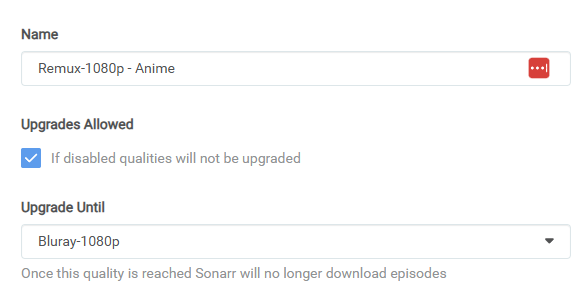 Name
Remux-1080p - Anime
Upgrades Allowed
If disabled qualities will not be upgraded
Upgrade Until
Bluray-1080p
Once this quality is reached Sonarr will no longer download episodes